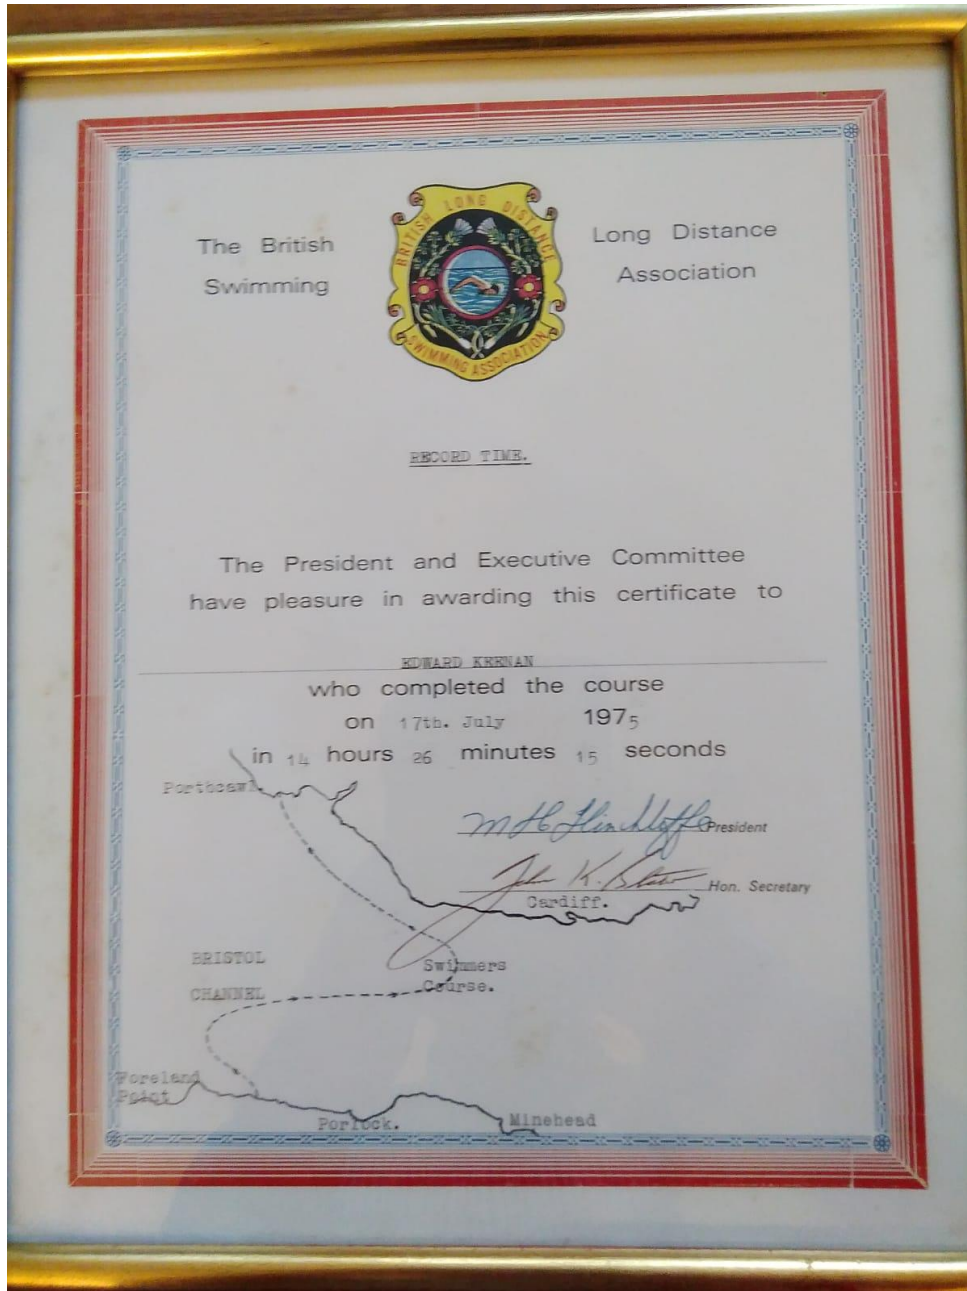 The British Long Distance
Swimming Association
BRITISH LONG DISTANCE
SWIMMING ASSOCIATION
RECORD TIME.
The President and Executive Committee
have pleasure in awarding this certificate to
EDWARD KEENAN
who completed the course
on 17th. July 1975
in 14 hours 26 minutes 15 seconds
Porthcawl
President
John K.
Hon. Secretary
Cardiff.
BRISTOL
CHANNEL
Swimmers
Course.
Foreland
Point
Porlock.
Minehead